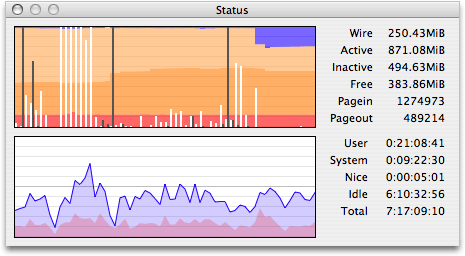 Status
Wire 250.43MiB
Active 871.08MiB
Inactive 494.63MiB
Free 383.86MiB
Pagein 1274973
Pageout 489214
User 0:21:08:41
System 0:09:22:30
Nice 0:00:05:01
Idle 6:10:32:56
Total 7:17:09:10